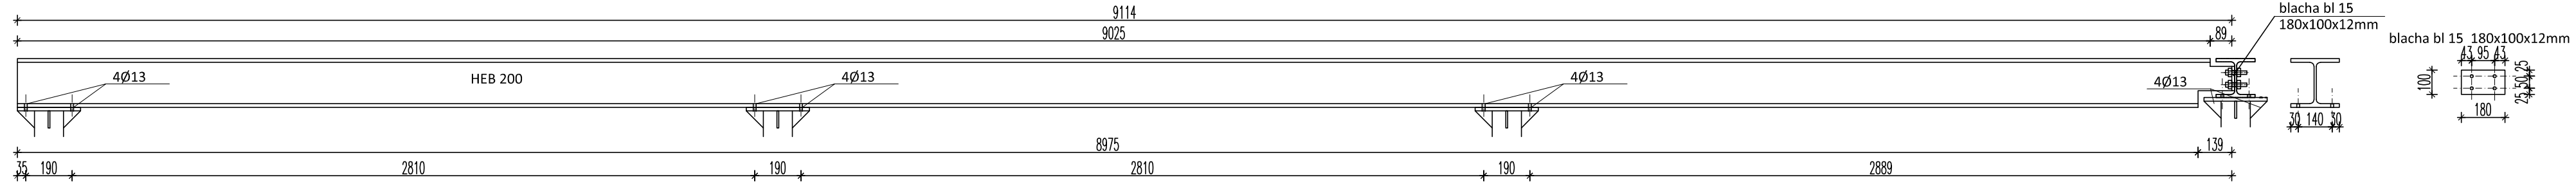 9114
blacha bl 15
180x100x12mm
9025
89
blacha bl 15 180x100x12mm
43 95 43
4Ø13
HEB 200
4Ø13
4Ø13
4Ø13
100
25 50 25
180
30 140 30
8975
139
35 190 2810 190 2810 190 2889